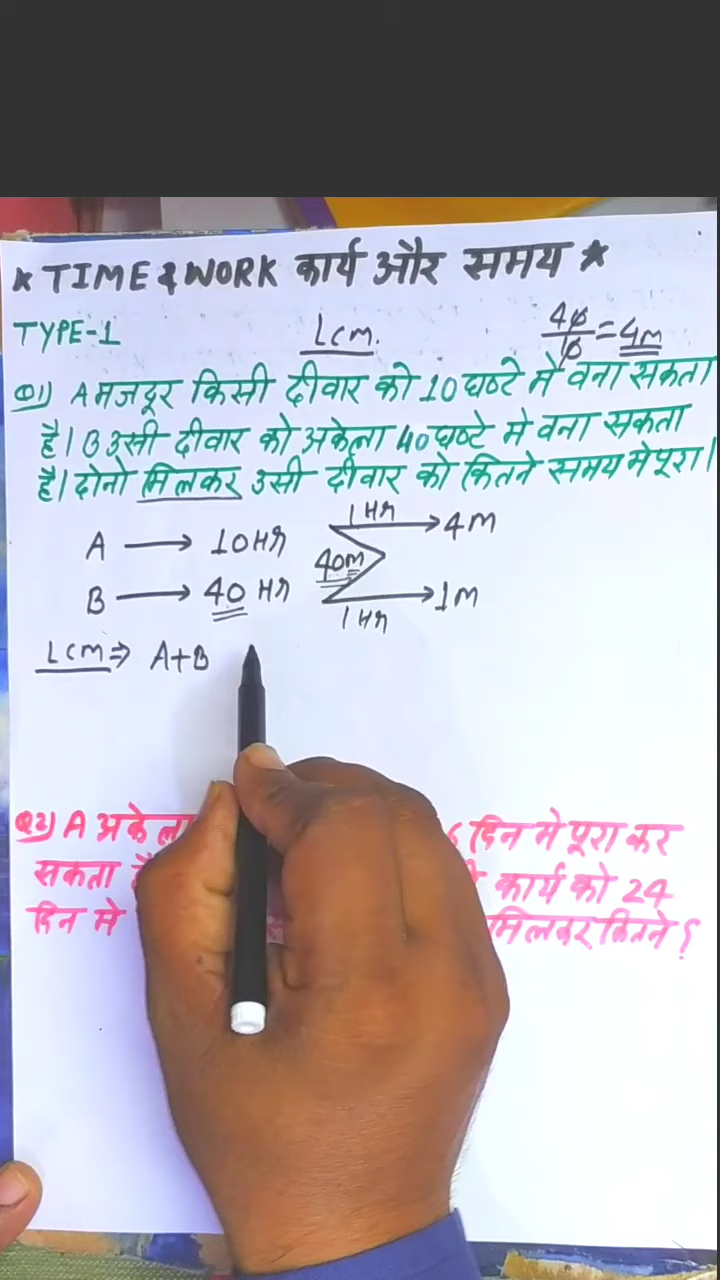 ★ TIME & WORK कार्य और समय ★
TYPE-1 LCM. 40/10 = 4M
Q1) A मजदूर किसी दीवार को 10 घण्टे मे बना सकता
है। B उसी दीवार को अकेला 40 घण्टे मे बना सकता
है। दोनो मिलकर उसी दीवार को कितने समय मे पूरा।
A → 10 Hr 40m 1 Hr → 4M
B → 40 Hr 1 Hr → 1M
LCM ⇒ A+B
Q2) A अकेला दिन मे पूरा कर
सकता कार्य को 24
दिन मे मिलकर कितने ?